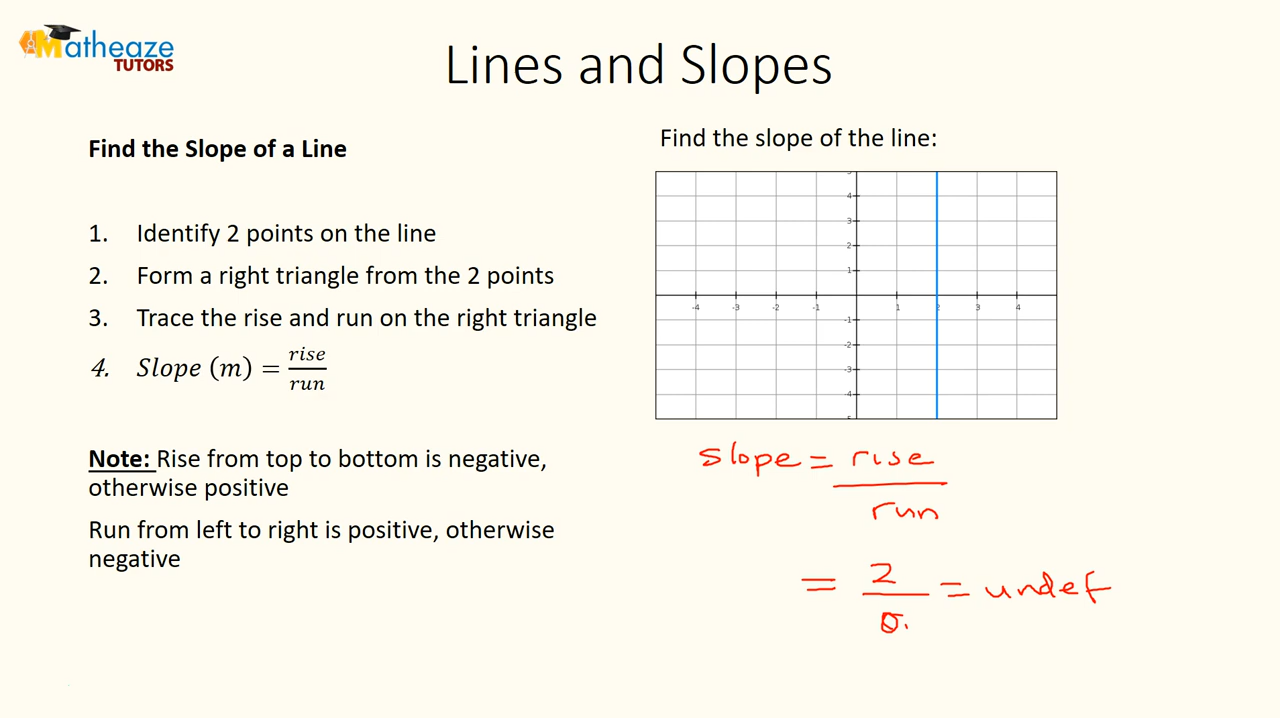 Matheaze
TUTORS
Lines and Slopes
Find the Slope of a Line
1. Identify 2 points on the line
2. Form a right triangle from the 2 points
3. Trace the rise and run on the right triangle
4. Slope (m) = rise/run
Note: Rise from top to bottom is negative,
otherwise positive
Run from left to right is positive, otherwise
negative
Find the slope of the line:
5
4
3
2
1
-4 -3 -2 -1 1 2 3 4
-1
-2
-3
-4
slope = rise
run
= 2 = undef
0.